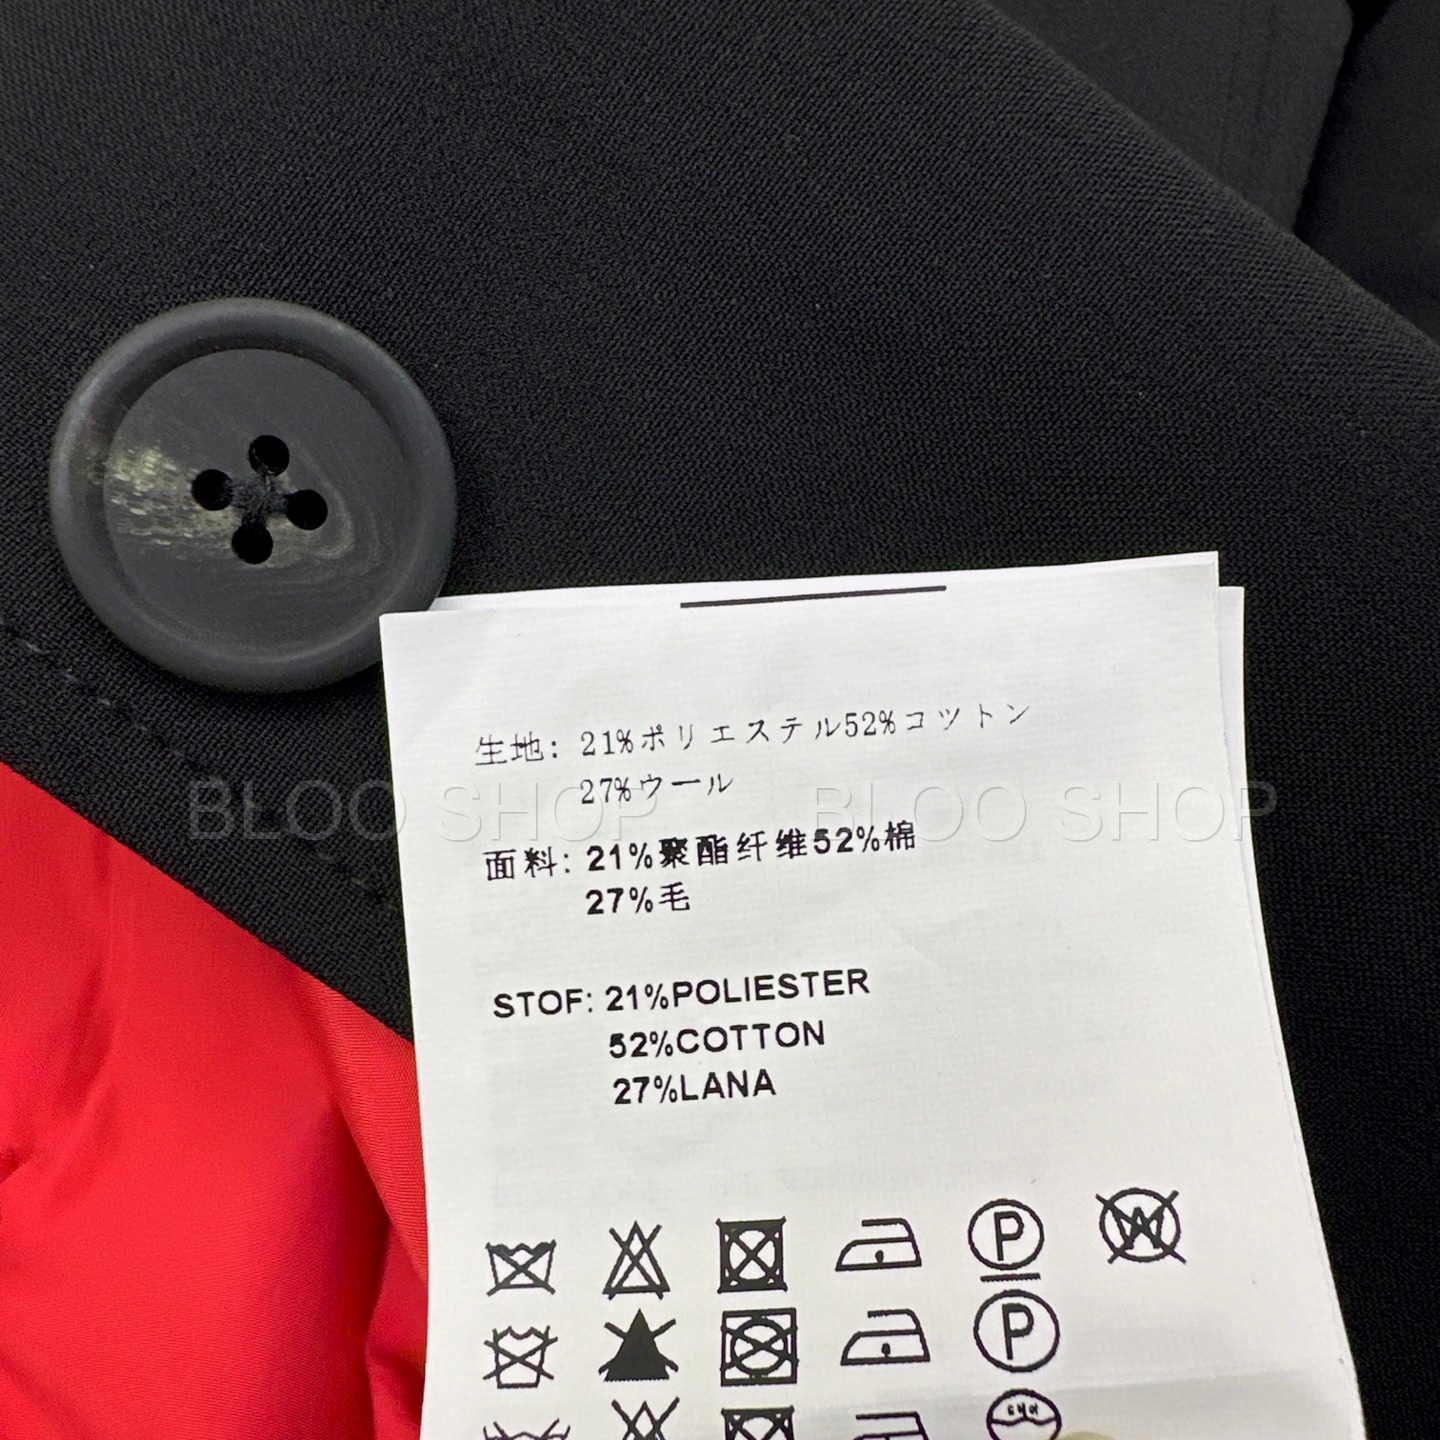 生地: 21%ポリエステル52%コットン
27%ウール
BLOO SHOP BLOO SHOP
面料: 21%聚酯纤维52%棉
27%毛
STOF: 21%POLIESTER
52%COTTON
27%LANA
P W
P